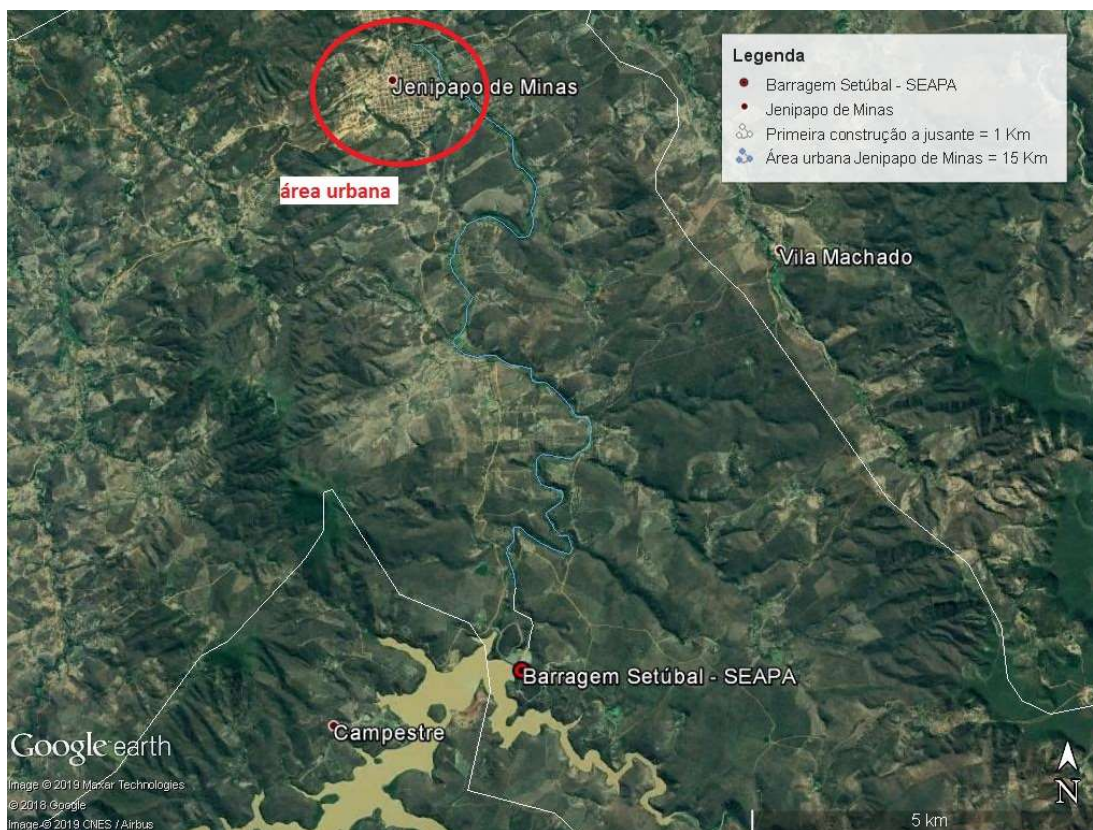 Legenda
Barragem Setúbal - SEAPA
Jenipapo de Minas
Primeira construção a jusante = 1 Km
Área urbana Jenipapo de Minas = 15 Km
Jenipapo de Minas
área urbana
Vila Machado
Barragem Setúbal - SEAPA
Campestre
Google earth
Image © 2019 Maxar Technologies
© 2018 Google
Image © 2019 CNES / Airbus
N
5 km